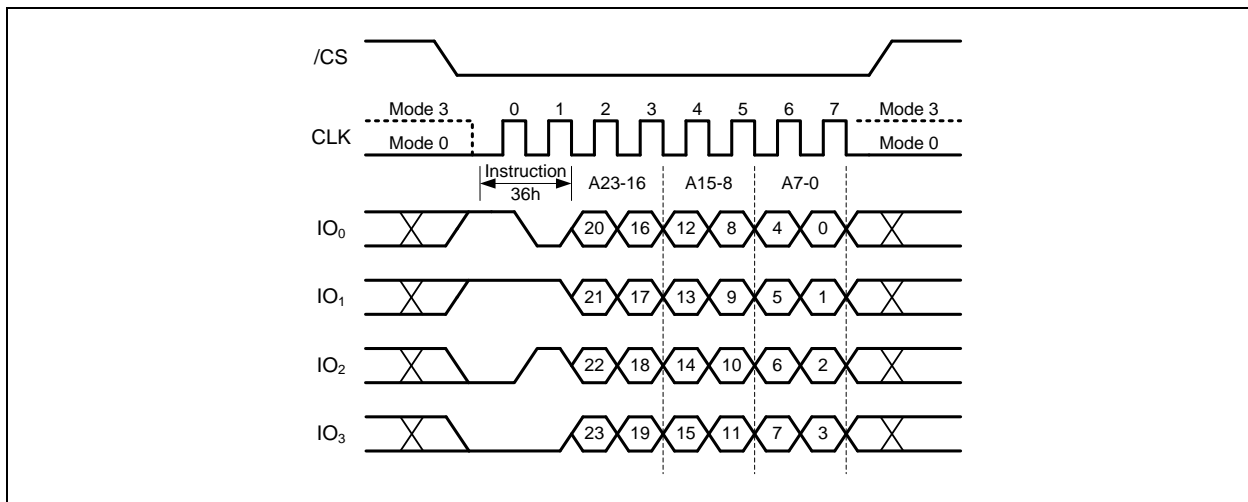 /CS
Mode 3 0 1 2 3 4 5 6 7 Mode 3
CLK
Mode 0 Mode 0
Instruction
36h
A23-16 A15-8 A7-0
IO0 20 16 12 8 4 0
IO1 21 17 13 9 5 1
IO2 22 18 14 10 6 2
IO3 23 19 15 11 7 3